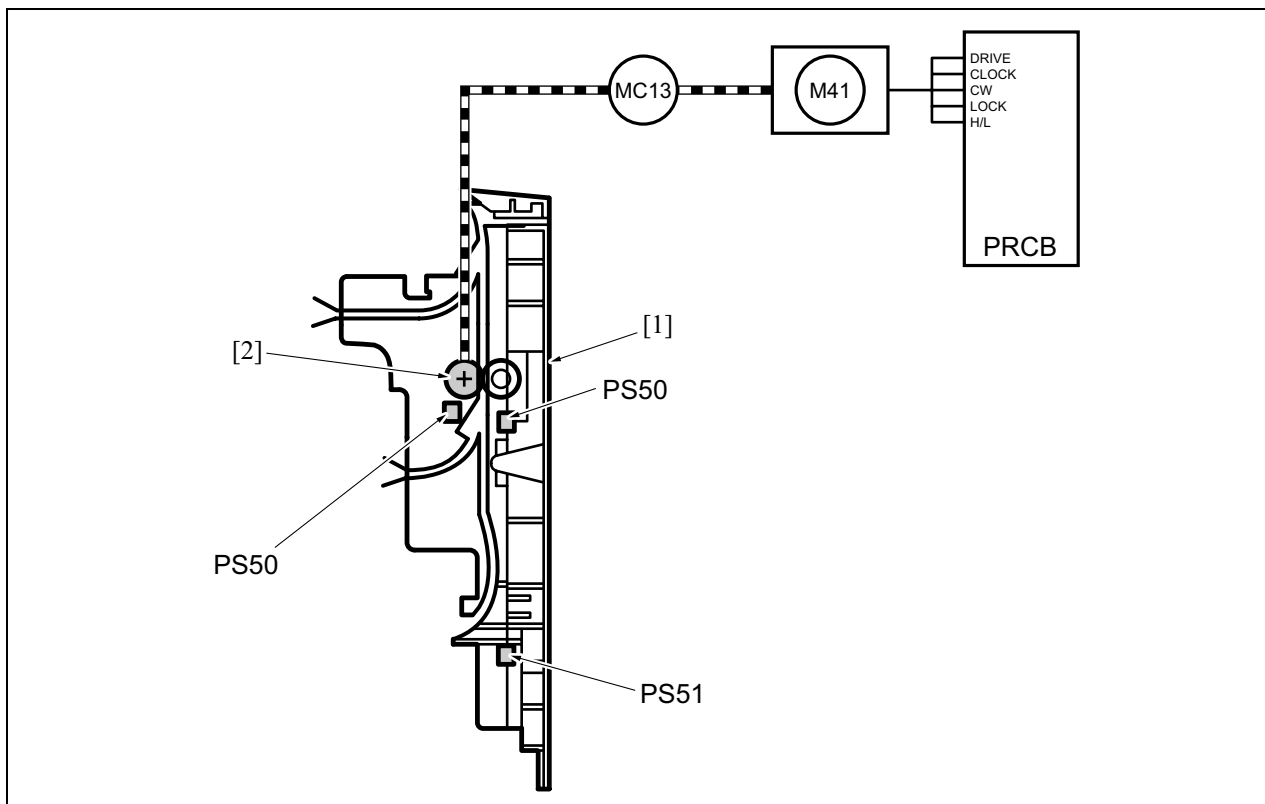 DRIVE
CLOCK
CW
LOCK
H/L
MC13
M41
PRCB
[1]
[2]
PS50
PS50
PS51